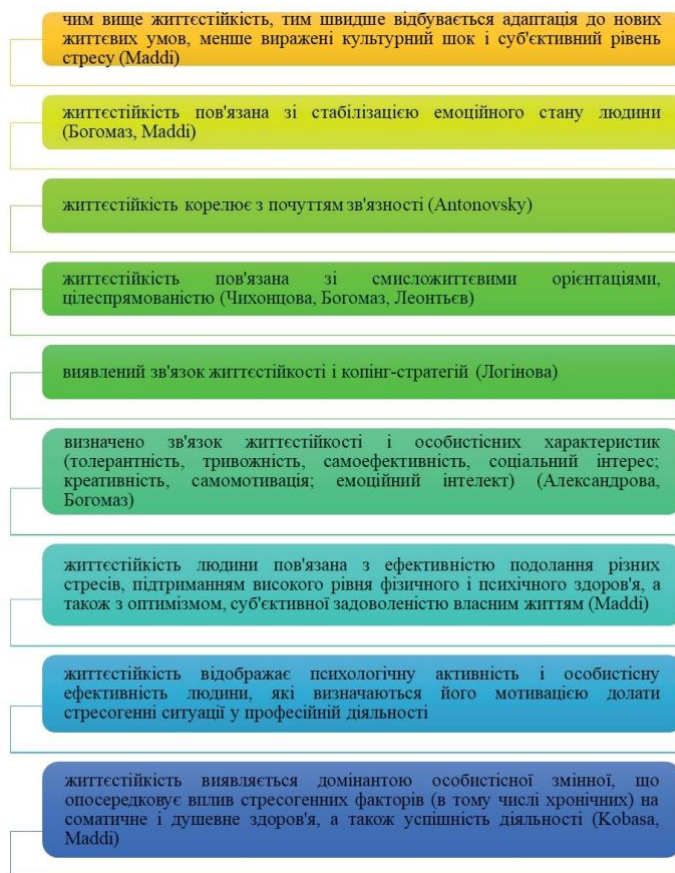 чим вище життєстійкість, тим швидше відбувається адаптація до нових
життєвих умов, менше виражені культурний шок і суб'єктивний рівень
стресу (Maddi)
життєстійкість пов'язана зі стабілізацією емоційного стану людини
(Богомаз, Maddi)
життєстійкість корелює з почуттям зв'язності (Antonovsky)
життєстійкість пов'язана зі смисложиттєвими орієнтаціями,
цілеспрямованістю (Чихонцова, Богомаз, Леонтьєв)
виявлений зв'язок життєстійкості і копінг-стратегій (Логінова)
визначено зв'язок життєстійкості і особистісних характеристик
(толерантність, тривожність, самоефективність, соціальний інтерес;
креативність, самомотивація; емоційний інтелект) (Александрова,
Богомаз)
життєстійкість людини пов'язана з ефективністю подолання різних
стресів, підтриманням високого рівня фізичного і психічного здоров'я, а
також з оптимізмом, суб'єктивної задоволеністю власним життям (Maddi)
життєстійкість відображає психологічну активність і особистісну
ефективність людини, які визначаються його мотивацією долати
стресогенні ситуації у професійній діяльності
життєстійкість виявляється домінантою особистісної змінної, що
опосередковує вплив стресогенних факторів (в тому числі хронічних) на
соматичне і душевне здоров'я, а також успішність діяльності (Kobasa,
Maddi)